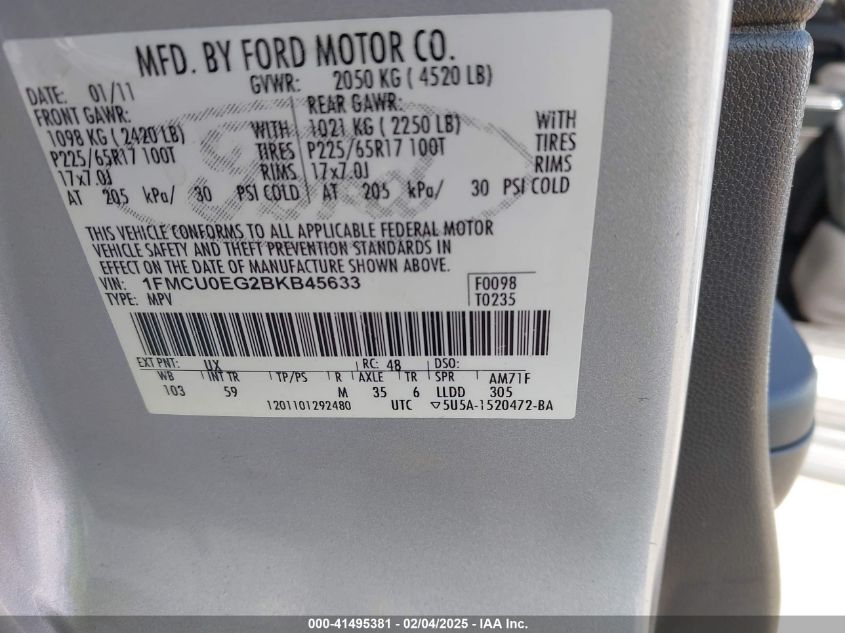 MFD. BY FORD MOTOR CO.
DATE: 01/11 GVWR: 2050 KG ( 4520 LB)
FRONT GAWR: REAR GAWR:
1098 KG ( 2420 LB) WITH 1021 KG ( 2250 LB) WITH
P225/65R17 100T TIRES P225/65R17 100T TIRES
17x7.0J RIMS 17x7.0J RIMS
AT 205 kPa/ 30 PSI COLD AT 205 kPa/ 30 PSI COLD
Ford
THIS VEHICLE CONFORMS TO ALL APPLICABLE FEDERAL MOTOR
VEHICLE SAFETY AND THEFT PREVENTION STANDARDS IN
EFFECT ON THE DATE OF MANUFACTURE SHOWN ABOVE.
VIN: 1FMCU0EG2BKB45633 F0098
TYPE: MPV T0235
EXT PNT: UX RC: 48 DSO:
WB INT TR TP/PS R AXLE TR SPR AM71F
103 59 M 35 6 LLDD 305
1201101292480 UTC ▽5U5A-1520472-BA
000-41495381 - 02/04/2025 - IAA Inc.